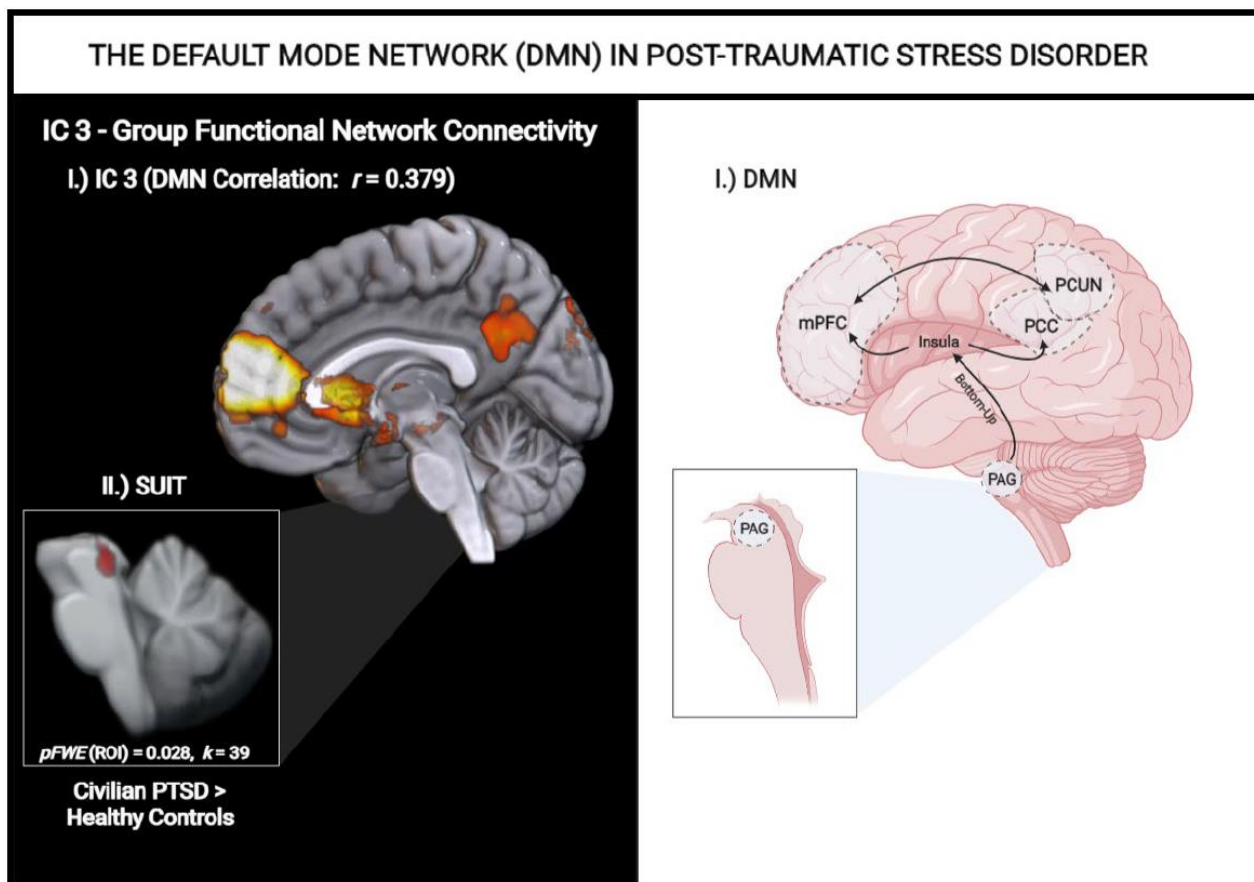 THE DEFAULT MODE NETWORK (DMN) IN POST-TRAUMATIC STRESS DISORDER
IC 3 - Group Functional Network Connectivity
I.) IC 3 (DMN Correlation: r = 0.379)
II.) SUIT
pFWE(ROI) = 0.028, k = 39
Civilian PTSD >
Healthy Controls
I.) DMN
mPFC
PCUN
PCC
Insula
Bottom-Up
PAG
PAG